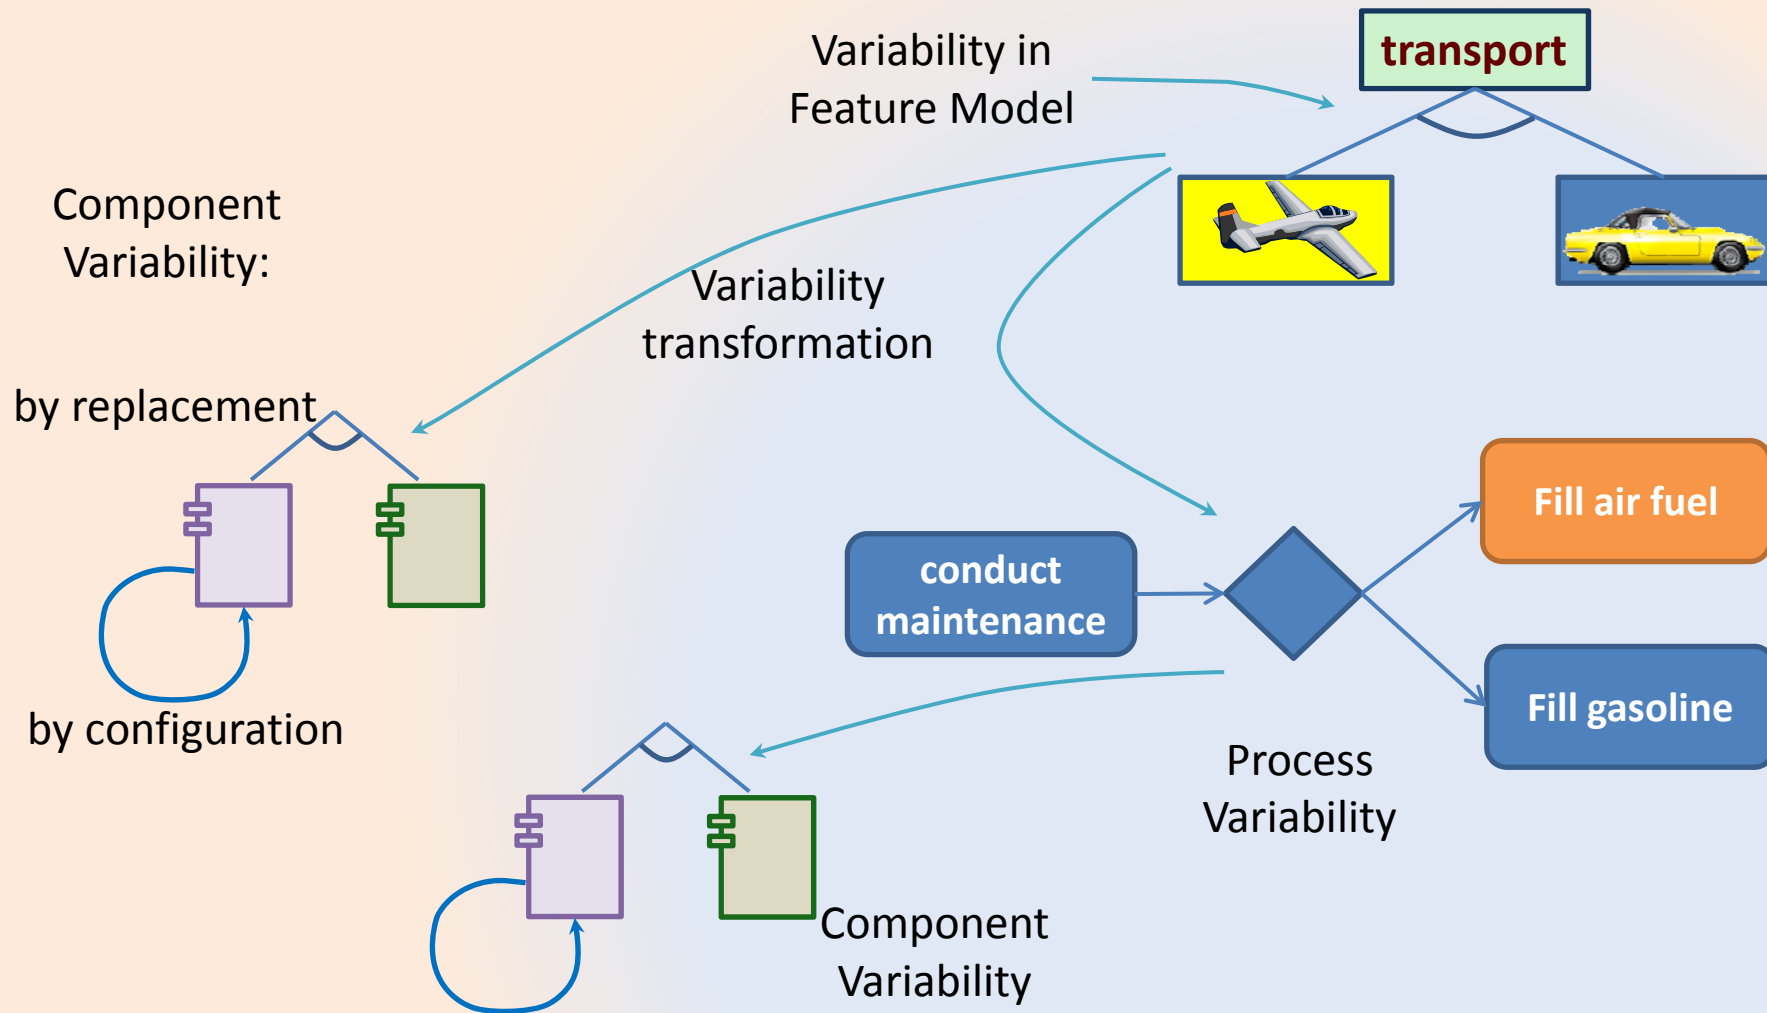 Variability in
Feature Model
transport
Component
Variability:
Variability
transformation
by replacement
conduct
maintenance
Fill air fuel
Fill gasoline
by configuration
Process
Variability
Component
Variability